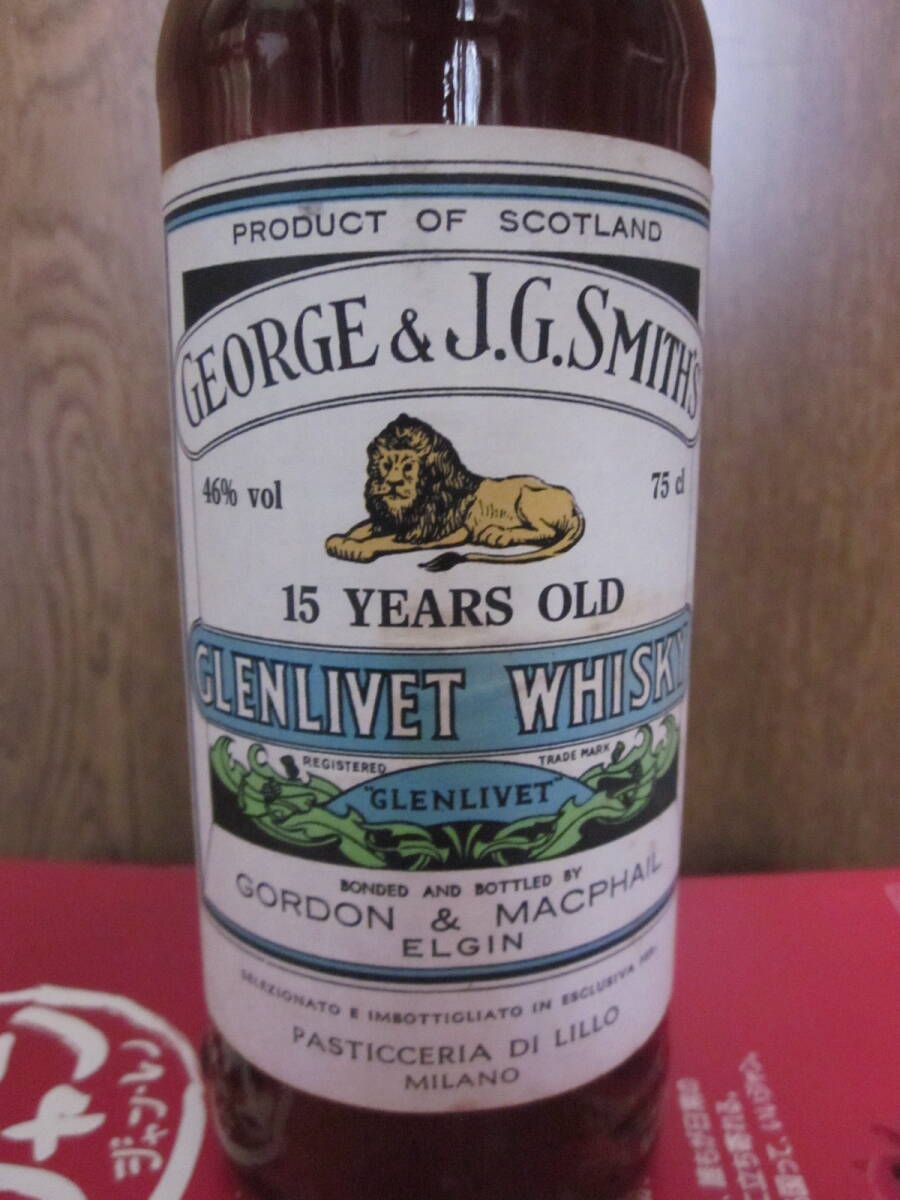 PRODUCT OF SCOTLAND
GEORGE & J.G. SMITH'S
46% vol
75 cl
15 YEARS OLD
GLENLIVET WHISKY
REGISTERED
TRADE MARK
"GLENLIVET"
BONDED AND BOTTLED BY
GORDON & MACPHAIL
ELGIN
SELEZIONATO E IMBOTTIGLIATO IN ESCLUSIVA PER
PASTICCERIA DI LILLO
MILANO